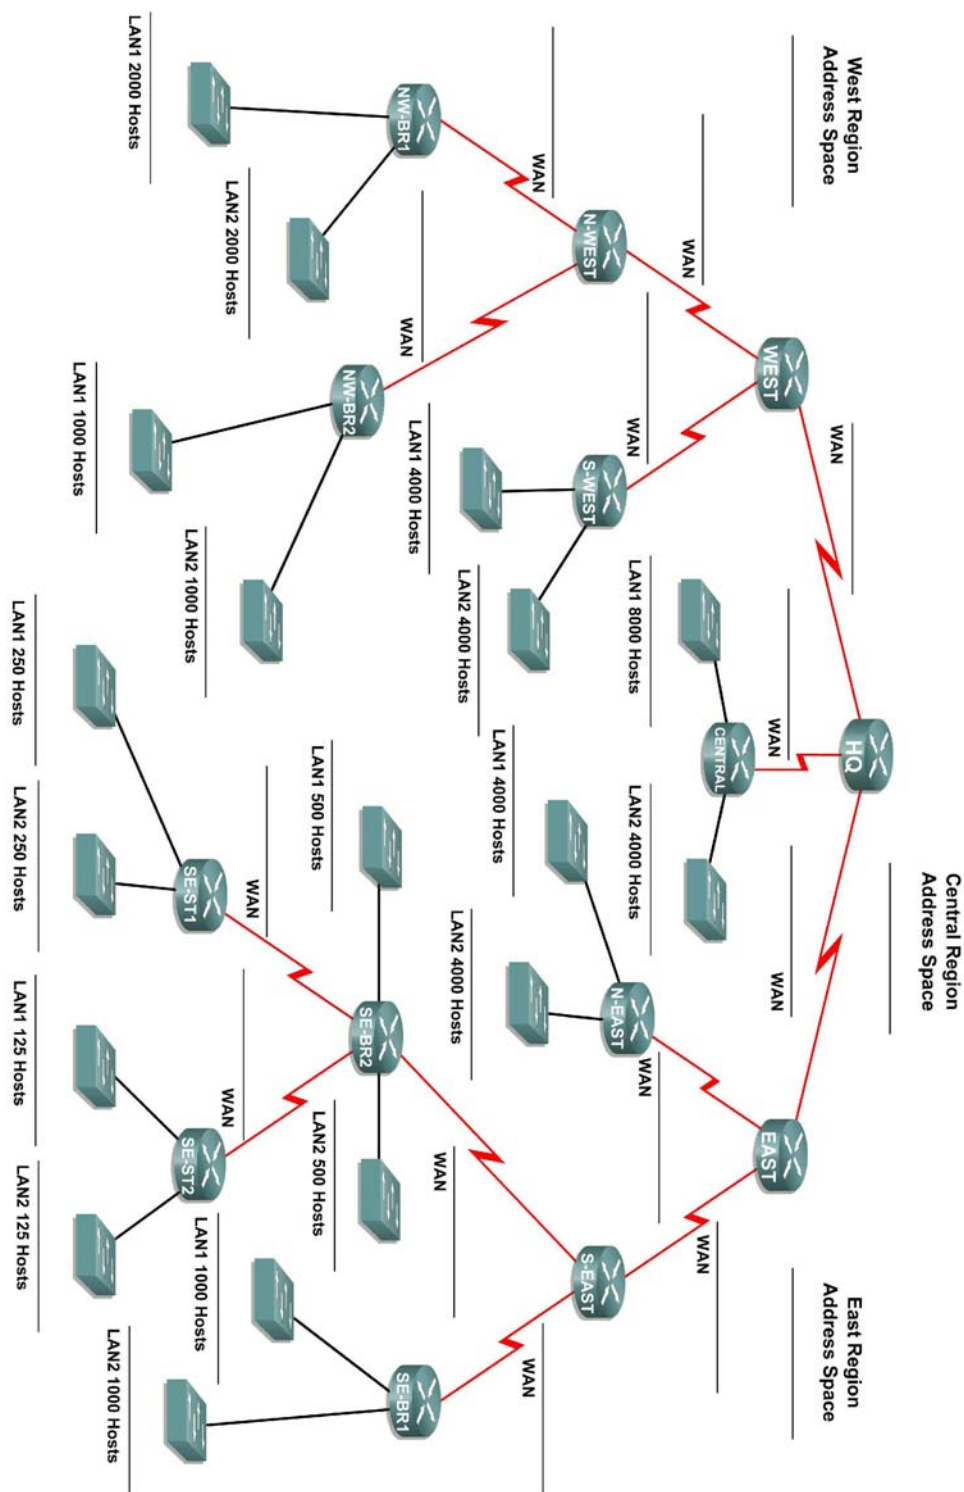 Central Region
Address Space
West Region
Address Space
East Region
Address Space
HQ
WAN
WAN
WAN
WEST
CENTRAL
EAST
LAN1 8000 Hosts
LAN2 4000 Hosts
WAN
WAN
WAN
WAN
N-WEST
S-WEST
N-EAST
S-EAST
LAN1 4000 Hosts
LAN2 4000 Hosts
LAN1 4000 Hosts
LAN2 4000 Hosts
WAN
WAN
WAN
WAN
NW-BR1
NW-BR2
SE-BR2
SE-BR1
LAN1 500 Hosts
LAN2 500 Hosts
LAN1 2000 Hosts
LAN2 2000 Hosts
LAN1 1000 Hosts
LAN2 1000 Hosts
WAN
WAN
SE-ST1
SE-ST2
LAN1 1000 Hosts
LAN2 1000 Hosts
LAN1 250 Hosts
LAN2 250 Hosts
LAN1 125 Hosts
LAN2 125 Hosts